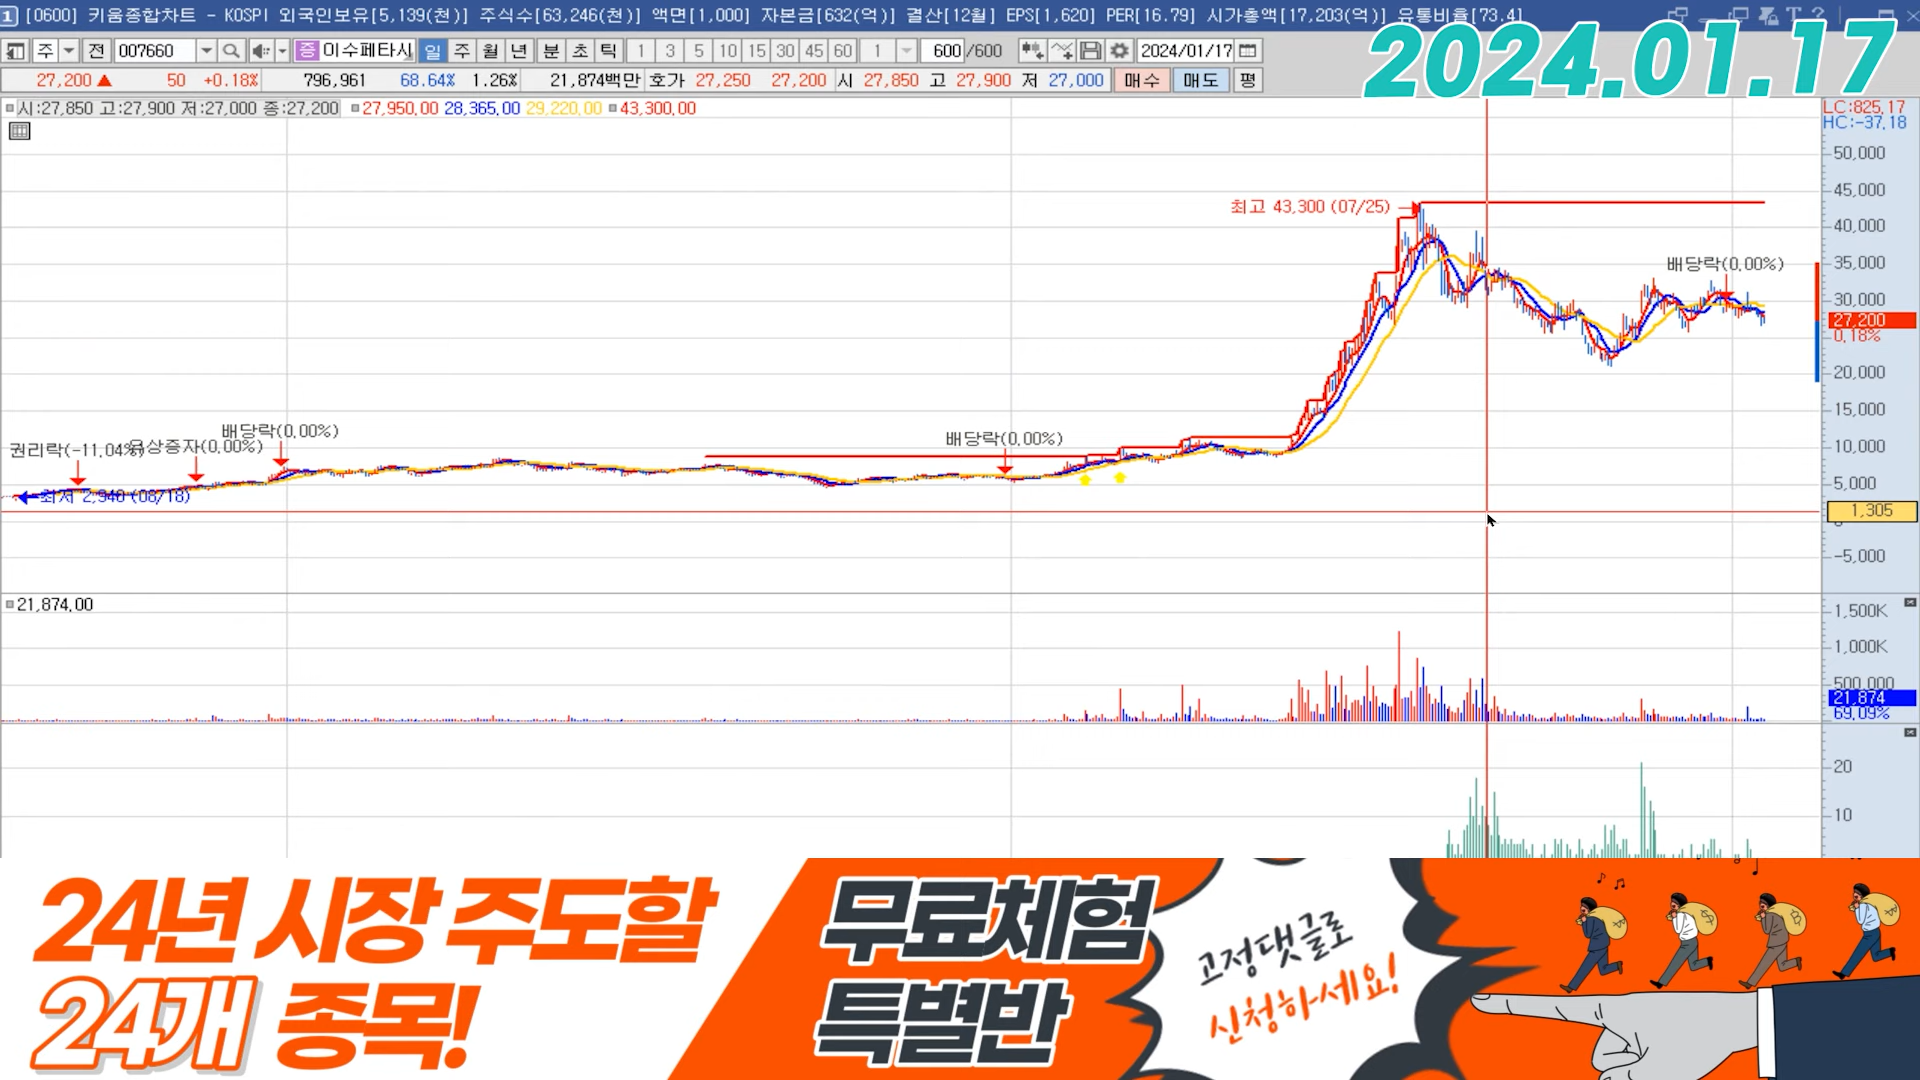 1 [0600] 키움종합차트 - KOSPI 외국인보유[5,139(천)] 주식수[63,246(천)] 액면[1,000] 자본금[632(억)] 결산[12월] EPS[1,620] PER[16.79] 시가총액[17,203(억)] 유통비율[73.4]
2024.01.17
주 전 007660 증 이수페타시 일 주 월 년 분 초 틱 1 3 5 10 15 30 45 60 1 600 /600 2024/01/17
27,200 ▲ 50 +0.18% 796,961 68.64% 1.26% 21,874백만 호가 27,250 27,200 시 27,850 고 27,900 저 27,000 매수 매도 평
시:27,850 고:27,900 저:27,000 종:27,200 27,950.00 28,365.00 29,220.00 43,300.00
LC:825.17
HC:-37.18
50,000
45,000
최고 43,300 (07/25)
40,000
배당락(0.00%)
35,000
30,000
27,200
0.18%
20,000
15,000
배당락(0.00%)
배당락(0.00%)
권리락(-11.04%)
유상증자(0.00%)
10,000
5,000
최저 2,940 (08/18)
1,305
0
-5,000
21,874.00
1,500K
1,000K
500,000
21,874
69.09%
20
10
24년 시장 주도할
24개 종목!
무료체험
특별반
고정댓글로
신청하세요!